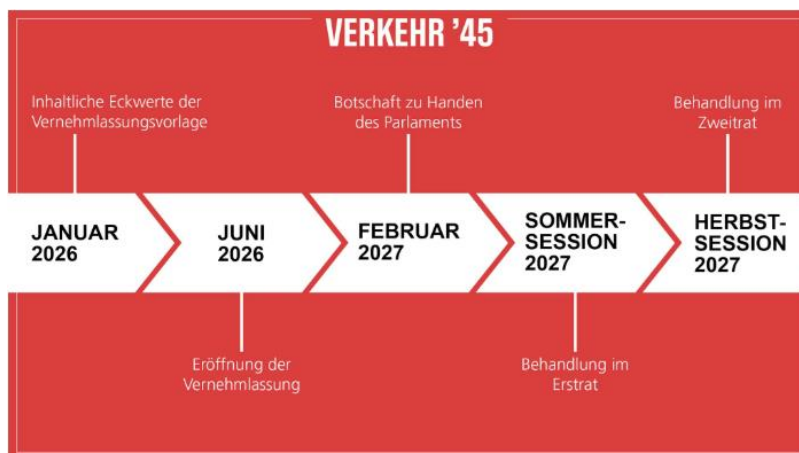 VERKEHR '45
Inhaltliche Eckwerte der
Vernehmlassungsvorlage
Botschaft zu Handen
des Parlaments
Behandlung im
Zweitrat
JANUAR
2026
JUNI
2026
FEBRUAR
2027
SOMMER-
SESSION
2027
HERBST-
SESSION
2027
Eröffnung der
Vernehmlassung
Behandlung im
Erstrat